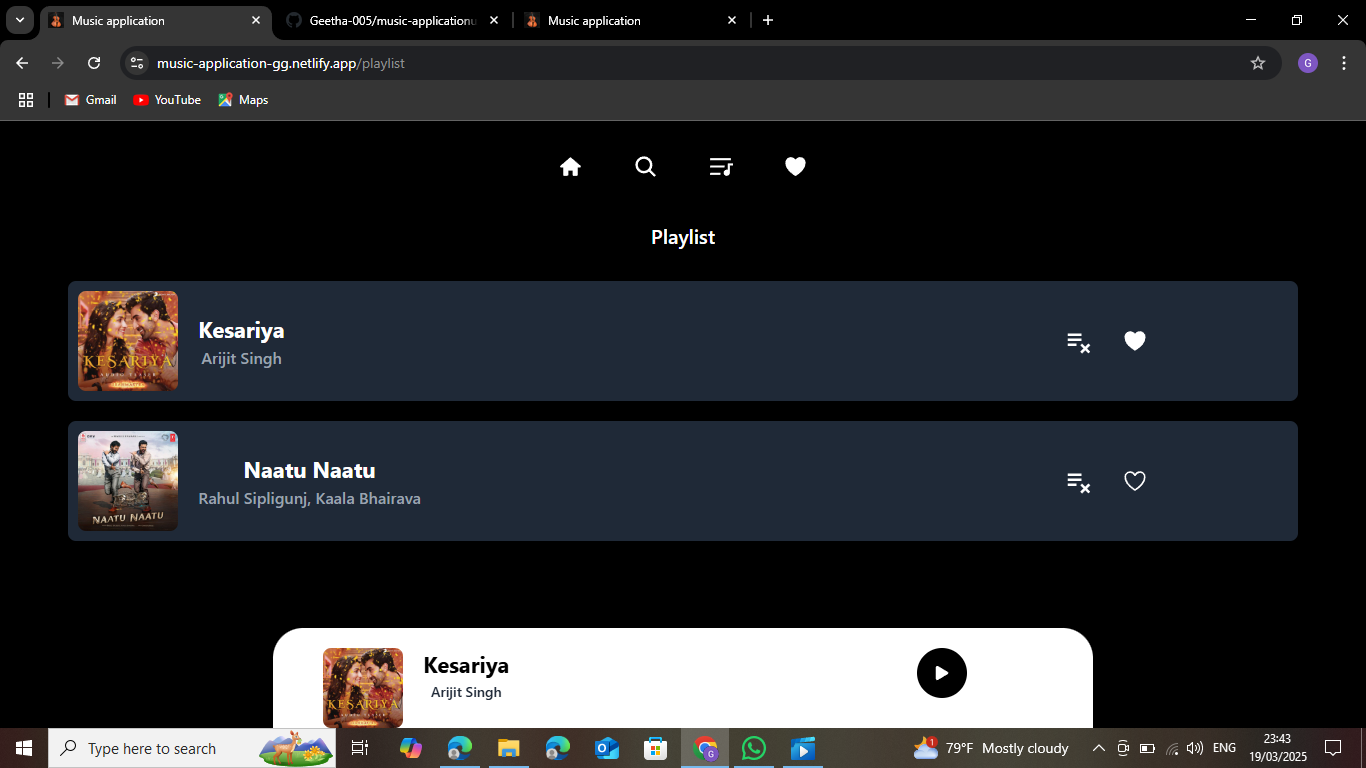 Music application
Geetha-005/music-applicationu
Music application
music-application-gg.netlify.app/playlist
Gmail
YouTube
Maps
G
Playlist
KESARIYA
Kesariya
Arijit Singh
NAATU NAATU
Naatu Naatu
Rahul Sipligunj, Kaala Bhairava
KESARIYA
Kesariya
Arijit Singh
Type here to search
G
1
79°F Mostly cloudy
ENG
23:43
19/03/2025